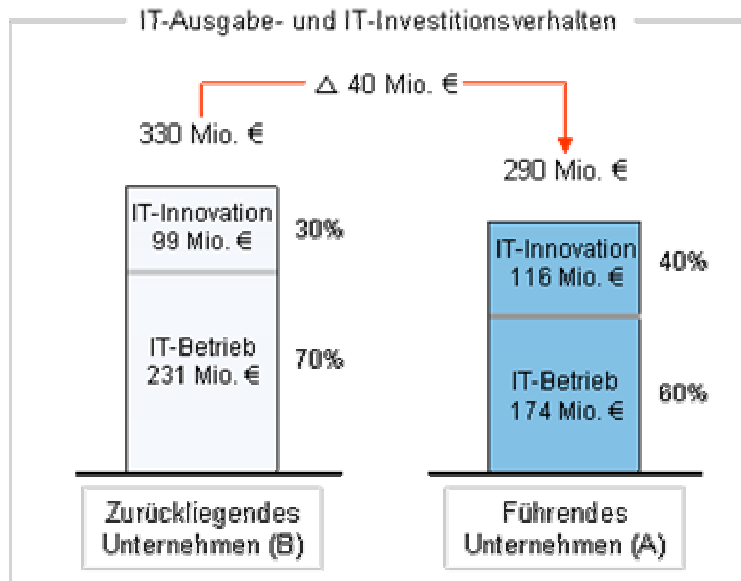 IT-Ausgabe- und IT-Investitionsverhalten
△ 40 Mio. €
330 Mio. €
290 Mio. €
IT-Innovation
99 Mio. €
30%
IT-Betrieb
231 Mio. €
70%
IT-Innovation
116 Mio. €
40%
IT-Betrieb
174 Mio. €
60%
Zurückliegendes
Unternehmen (B)
Führendes
Unternehmen (A)